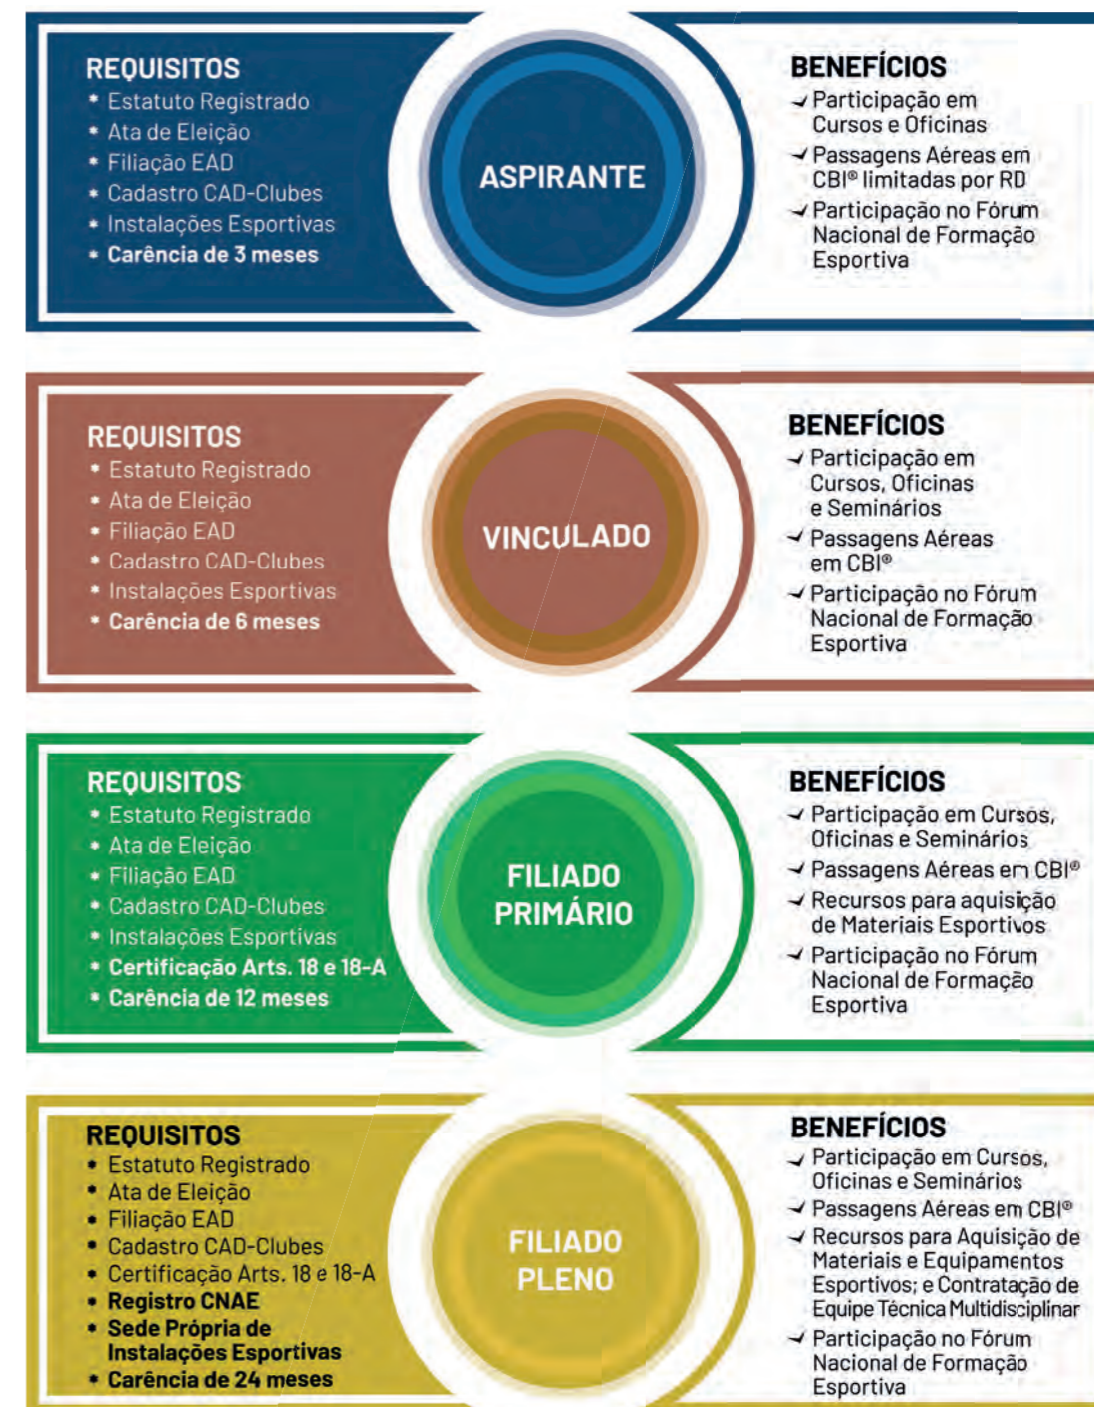 REQUISITOS
* Estatuto Registrado
* Ata de Eleição
* Filiação EAD
* Cadastro CAD-Clubes
* Instalações Esportivas
* Carência de 3 meses
ASPIRANTE
BENEFÍCIOS
✓ Participação em
Cursos e Oficinas
✓ Passagens Aéreas em
CBI® limitadas por RD
✓ Participação no Fórum
Nacional de Formação
Esportiva
REQUISITOS
* Estatuto Registrado
* Ata de Eleição
* Filiação EAD
* Cadastro CAD-Clubes
* Instalações Esportivas
* Carência de 6 meses
VINCULADO
BENEFÍCIOS
✓ Participação em
Cursos, Oficinas
e Seminários
✓ Passagens Aéreas
em CBI®
✓ Participação no Fórum
Nacional de Formação
Esportiva
REQUISITOS
* Estatuto Registrado
* Ata de Eleição
* Filiação EAD
* Cadastro CAD-Clubes
* Instalações Esportivas
* Certificação Arts. 18 e 18-A
* Carência de 12 meses
FILIADO
PRIMÁRIO
BENEFÍCIOS
✓ Participação em Cursos,
Oficinas e Seminários
✓ Passagens Aéreas em CBI®
✓ Recursos para aquisição
de Materiais Esportivos
✓ Participação no Fórum
Nacional de Formação
Esportiva
REQUISITOS
* Estatuto Registrado
* Ata de Eleição
* Filiação EAD
* Cadastro CAD-Clubes
* Certificação Arts. 18 e 18-A
* Registro CNAE
* Sede Própria de
Instalações Esportivas
* Carência de 24 meses
FILIADO
PLENO
BENEFÍCIOS
✓ Participação em Cursos,
Oficinas e Seminários
✓ Passagens Aéreas em CBI®
✓ Recursos para Aquisição de
Materiais e Equipamentos
Esportivos; e Contratação de
Equipe Técnica Multidisciplinar
✓ Participação no Fórum
Nacional de Formação
Esportiva